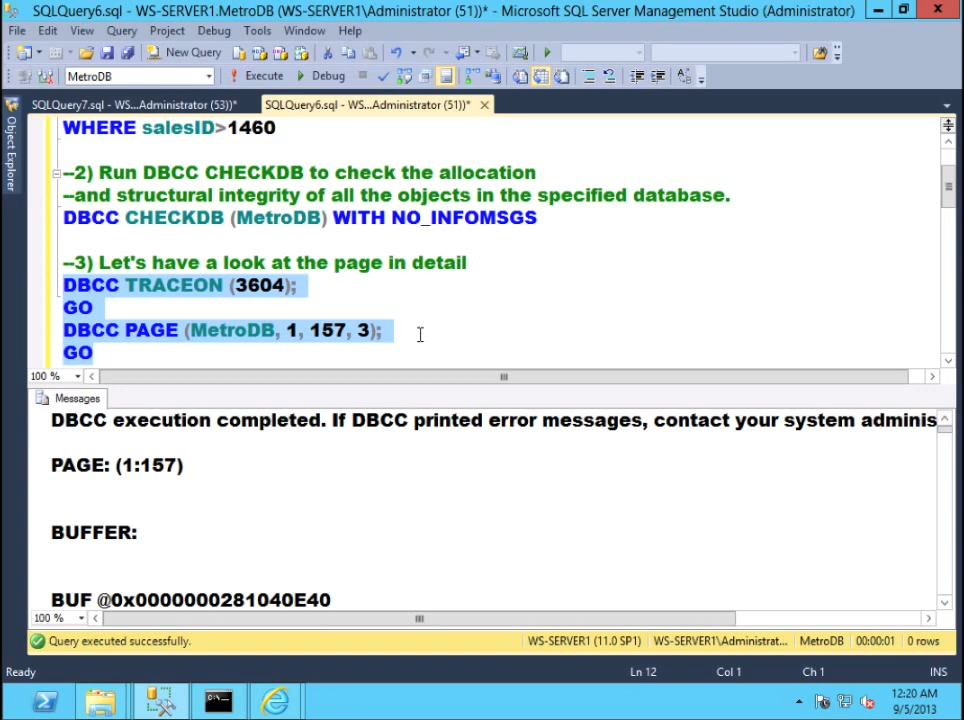 SQLQuery6.sql - WS-SERVER1.MetroDB (WS-SERVER1\Administrator (51))* - Microsoft SQL Server Management Studio (Administrator)
File Edit View Query Project Debug Tools Window Help
New Query
MetroDB Execute Debug
SQLQuery7.sql - WS...Administrator (53))* SQLQuery6.sql - WS...Administrator (51))*
Object Explorer
WHERE salesID>1460
--2) Run DBCC CHECKDB to check the allocation
--and structural integrity of all the objects in the specified database.
DBCC CHECKDB (MetroDB) WITH NO_INFOMSGS
--3) Let's have a look at the page in detail
DBCC TRACEON (3604);
GO
DBCC PAGE (MetroDB, 1, 157, 3);
GO
100 %
Messages
DBCC execution completed. If DBCC printed error messages, contact your system adminis
PAGE: (1:157)
BUFFER:
BUF @0x0000000281040E40
100 %
Query executed successfully. WS-SERVER1 (11.0 SP1) WS-SERVER1\Administrat... MetroDB 00:00:01 0 rows
Ready Ln 12 Col 1 Ch 1 INS
12:20 AM
9/5/2013